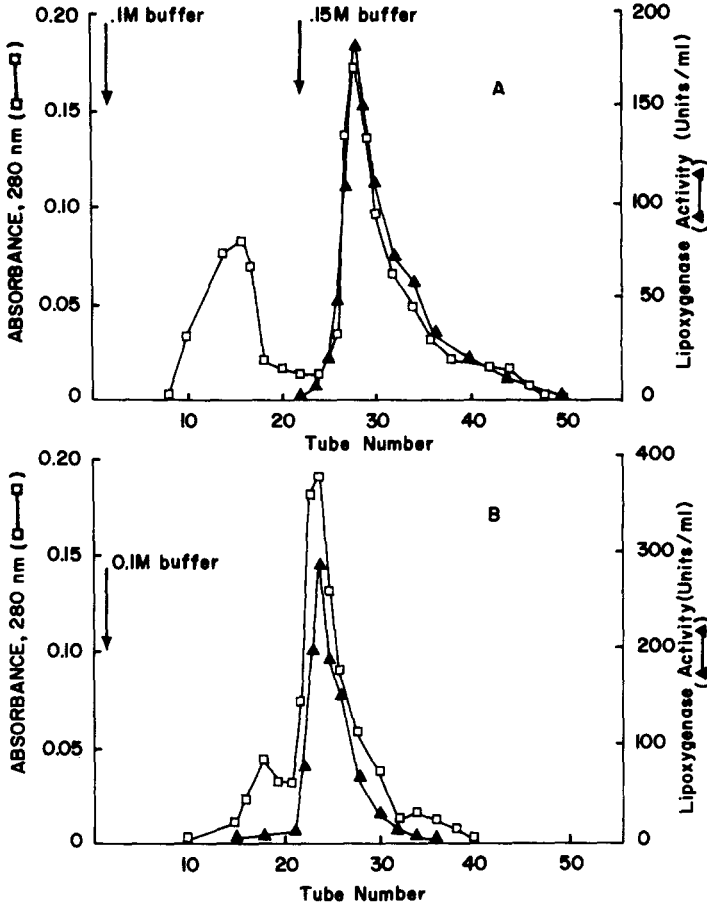 .1M buffer
.15M buffer
A
ABSORBANCE, 280 nm (□—□)
0.20
0.15
0.10
0.05
0
Lipoxygenase Activity (Units/ml)
(▲—▲)
200
150
100
50
0
10 20 30 40 50
Tube Number
B
0.1M buffer
ABSORBANCE, 280 nm (□—□)
0.20
0.15
0.10
0.05
0
Lipoxygenase Activity(Units/ml)
(▲—▲)
400
300
200
100
0
10 20 30 40 50
Tube Number